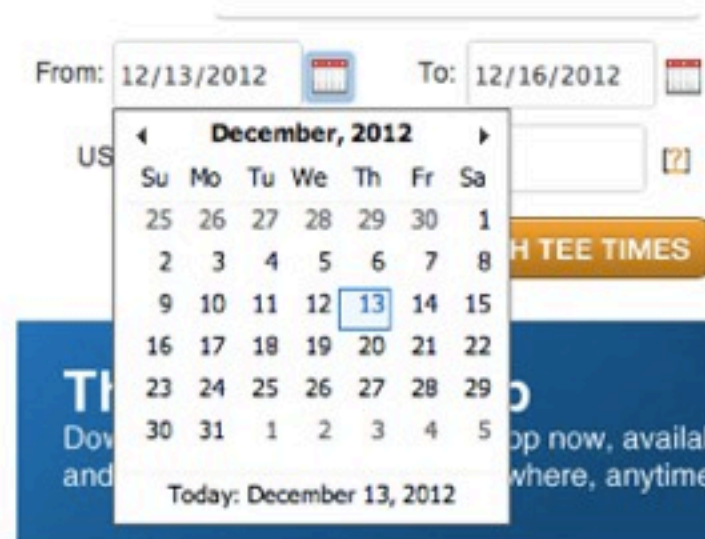 From: 12/13/2012 To: 12/16/2012
US [?]
December, 2012
Su Mo Tu We Th Fr Sa
25 26 27 28 29 30 1
2 3 4 5 6 7 8
9 10 11 12 13 14 15
16 17 18 19 20 21 22
23 24 25 26 27 28 29
30 31 1 2 3 4 5
Today: December 13, 2012
H TEE TIMES
Th p
Dov op now, availal
and where, anytime